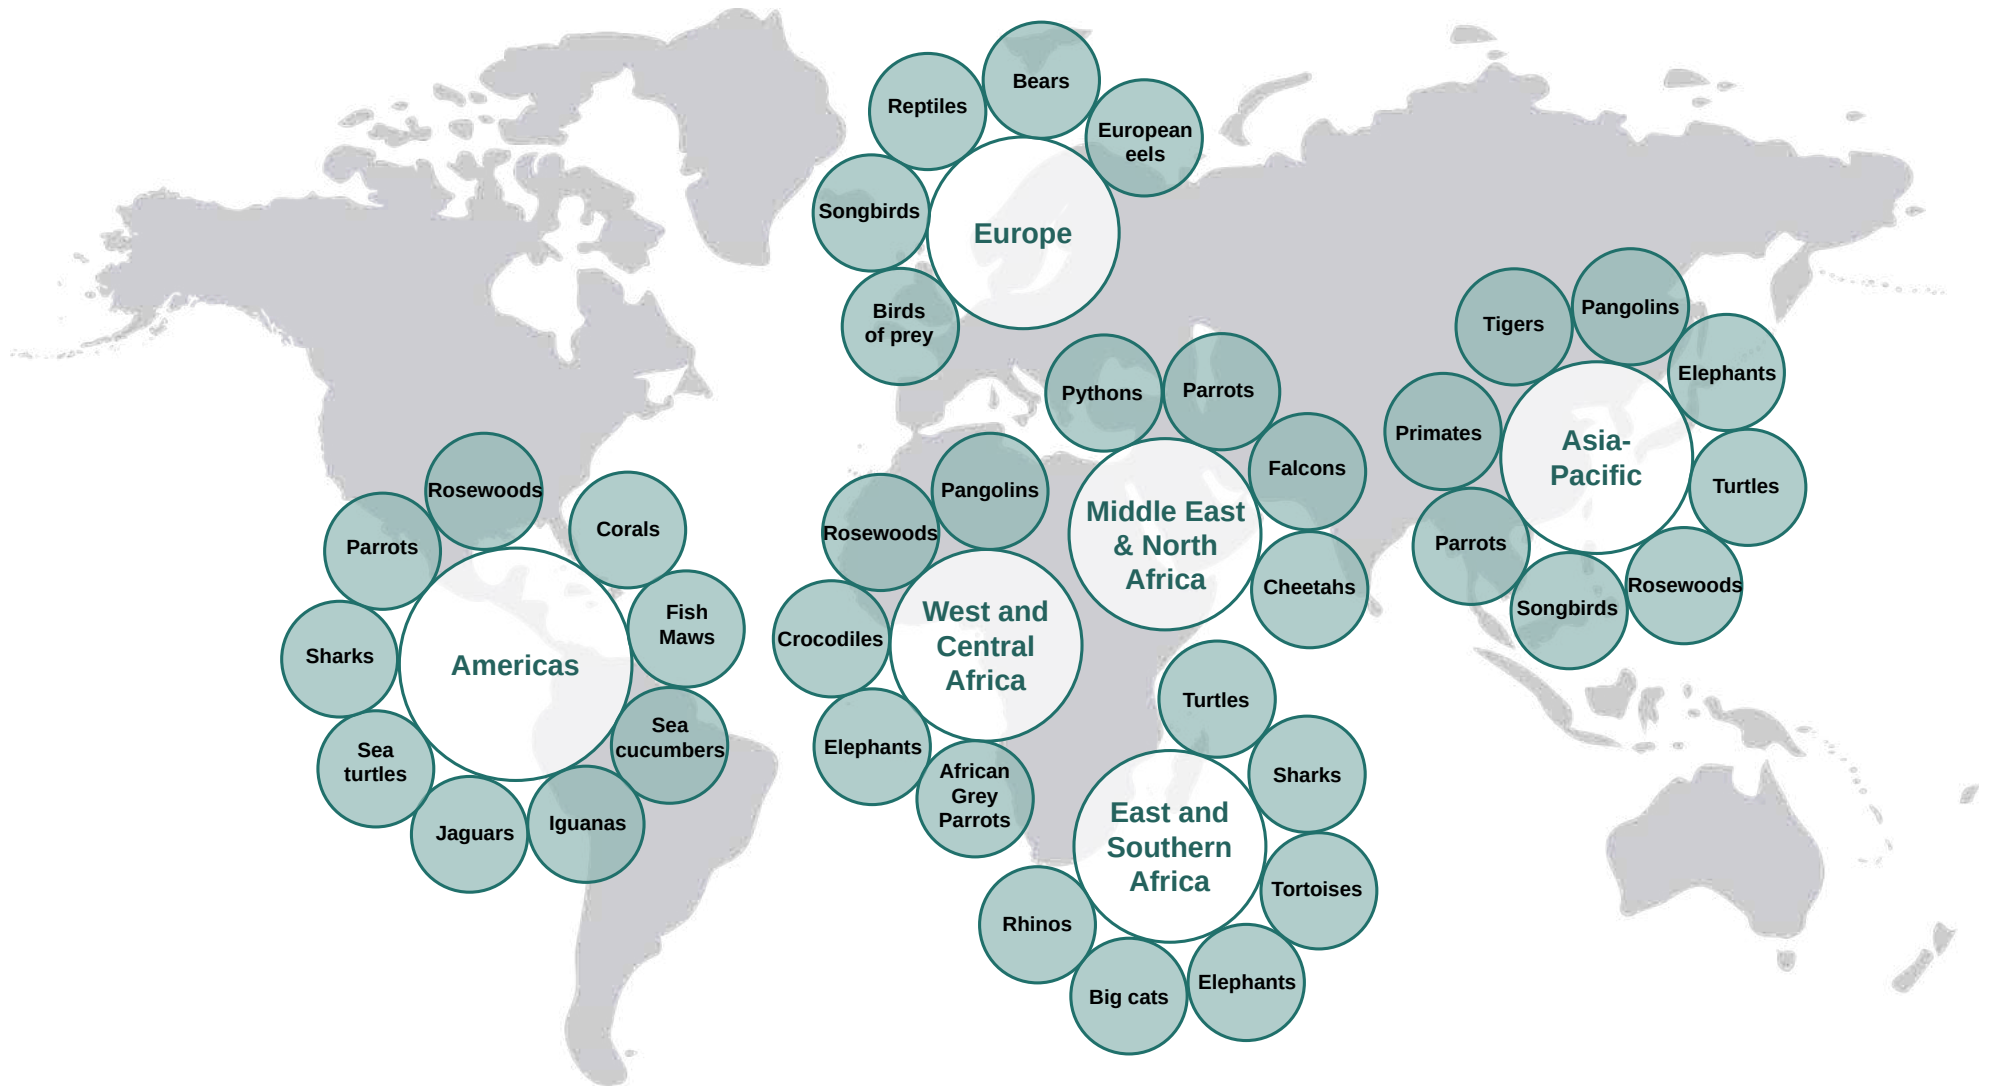 Bears
Reptiles
European
eels
Songbirds
Europe
Birds
of prey
Pythons
Parrots
Falcons
Middle East
& North
Africa
Cheetahs
Tigers
Pangolins
Elephants
Primates
Asia-
Pacific
Turtles
Parrots
Songbirds
Rosewoods
Rosewoods
Corals
Parrots
Fish
Maws
Sharks
Americas
Sea
cucumbers
Sea
turtles
Jaguars
Iguanas
Pangolins
Rosewoods
Crocodiles
West and
Central
Africa
Elephants
African
Grey
Parrots
Turtles
Sharks
East and
Southern
Africa
Tortoises
Rhinos
Big cats
Elephants